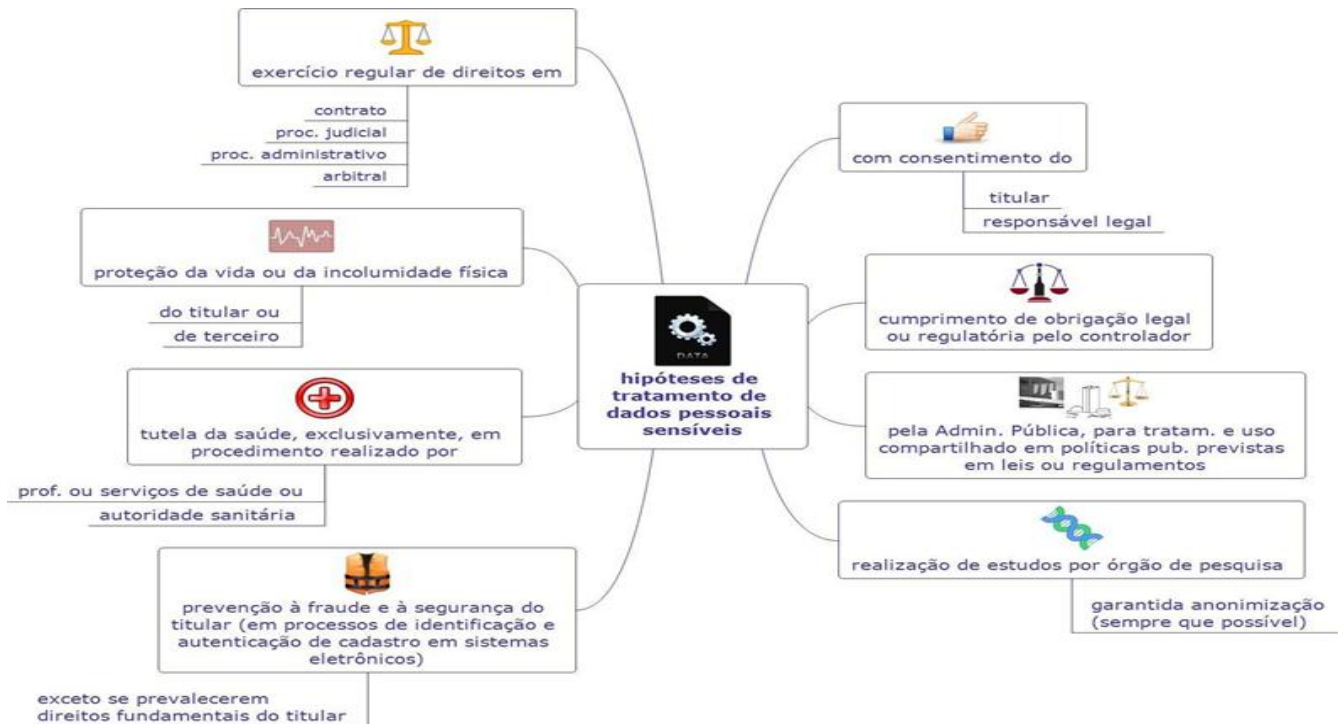 exercício regular de direitos em
contrato
proc. judicial
proc. administrativo
arbitral
proteção da vida ou da incolumidade física
do titular ou
de terceiro
tutela da saúde, exclusivamente, em
procedimento realizado por
prof. ou serviços de saúde ou
autoridade sanitária
prevenção à fraude e à segurança do
titular (em processos de identificação e
autenticação de cadastro em sistemas
eletrônicos)
exceto se prevalecerem
direitos fundamentais do titular
DATA
hipóteses de
tratamento de
dados pessoais
sensíveis
com consentimento do
titular
responsável legal
cumprimento de obrigação legal
ou regulatória pelo controlador
pela Admin. Pública, para tratam. e uso
compartilhado em políticas pub. previstas
em leis ou regulamentos
realização de estudos por órgão de pesquisa
garantida anonimização
(sempre que possível)